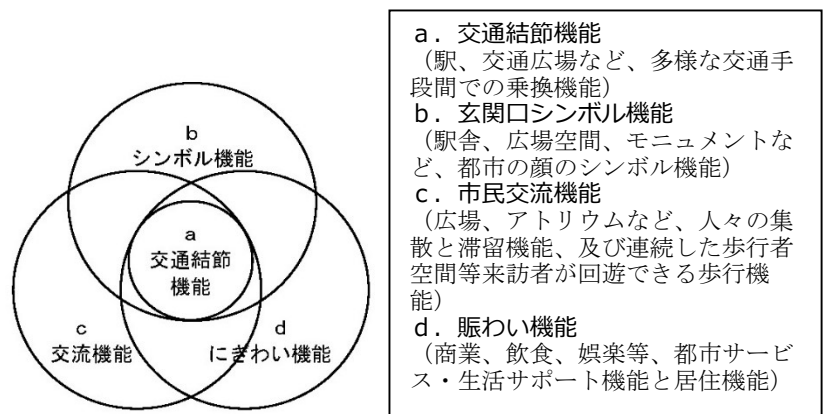 b
シンボル機能
a
交通結節
機能
c
交流機能
d
にぎわい機能
a．交通結節機能
（駅、交通広場など、多様な交通手
段間での乗換機能）
b．玄関口シンボル機能
（駅舎、広場空間、モニュメントな
ど、都市の顔のシンボル機能）
c．市民交流機能
（広場、アトリウムなど、人々の集
散と滞留機能、及び連続した歩行者
空間等来訪者が回遊できる歩行機
能）
d．賑わい機能
（商業、飲食、娯楽等、都市サービ
ス・生活サポート機能と居住機能）